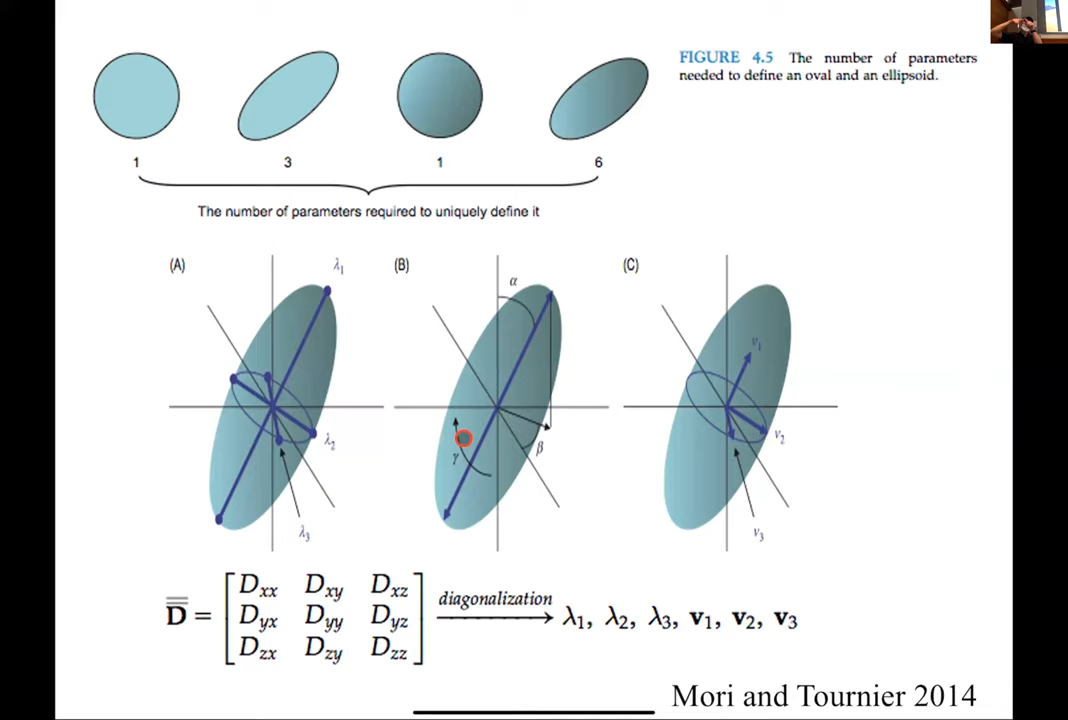 FIGURE 4.5 The number of parameters
needed to define an oval and an ellipsoid.
1 3 1 6
The number of parameters required to uniquely define it
(A) λ1 (B) α (C)
v1
λ2 γ β v2
λ3 v3
D = [ Dxx Dxy Dxz
Dyx Dyy Dyz
Dzx Dzy Dzz ] diagonalization → λ1, λ2, λ3, v1, v2, v3
Mori and Tournier 2014